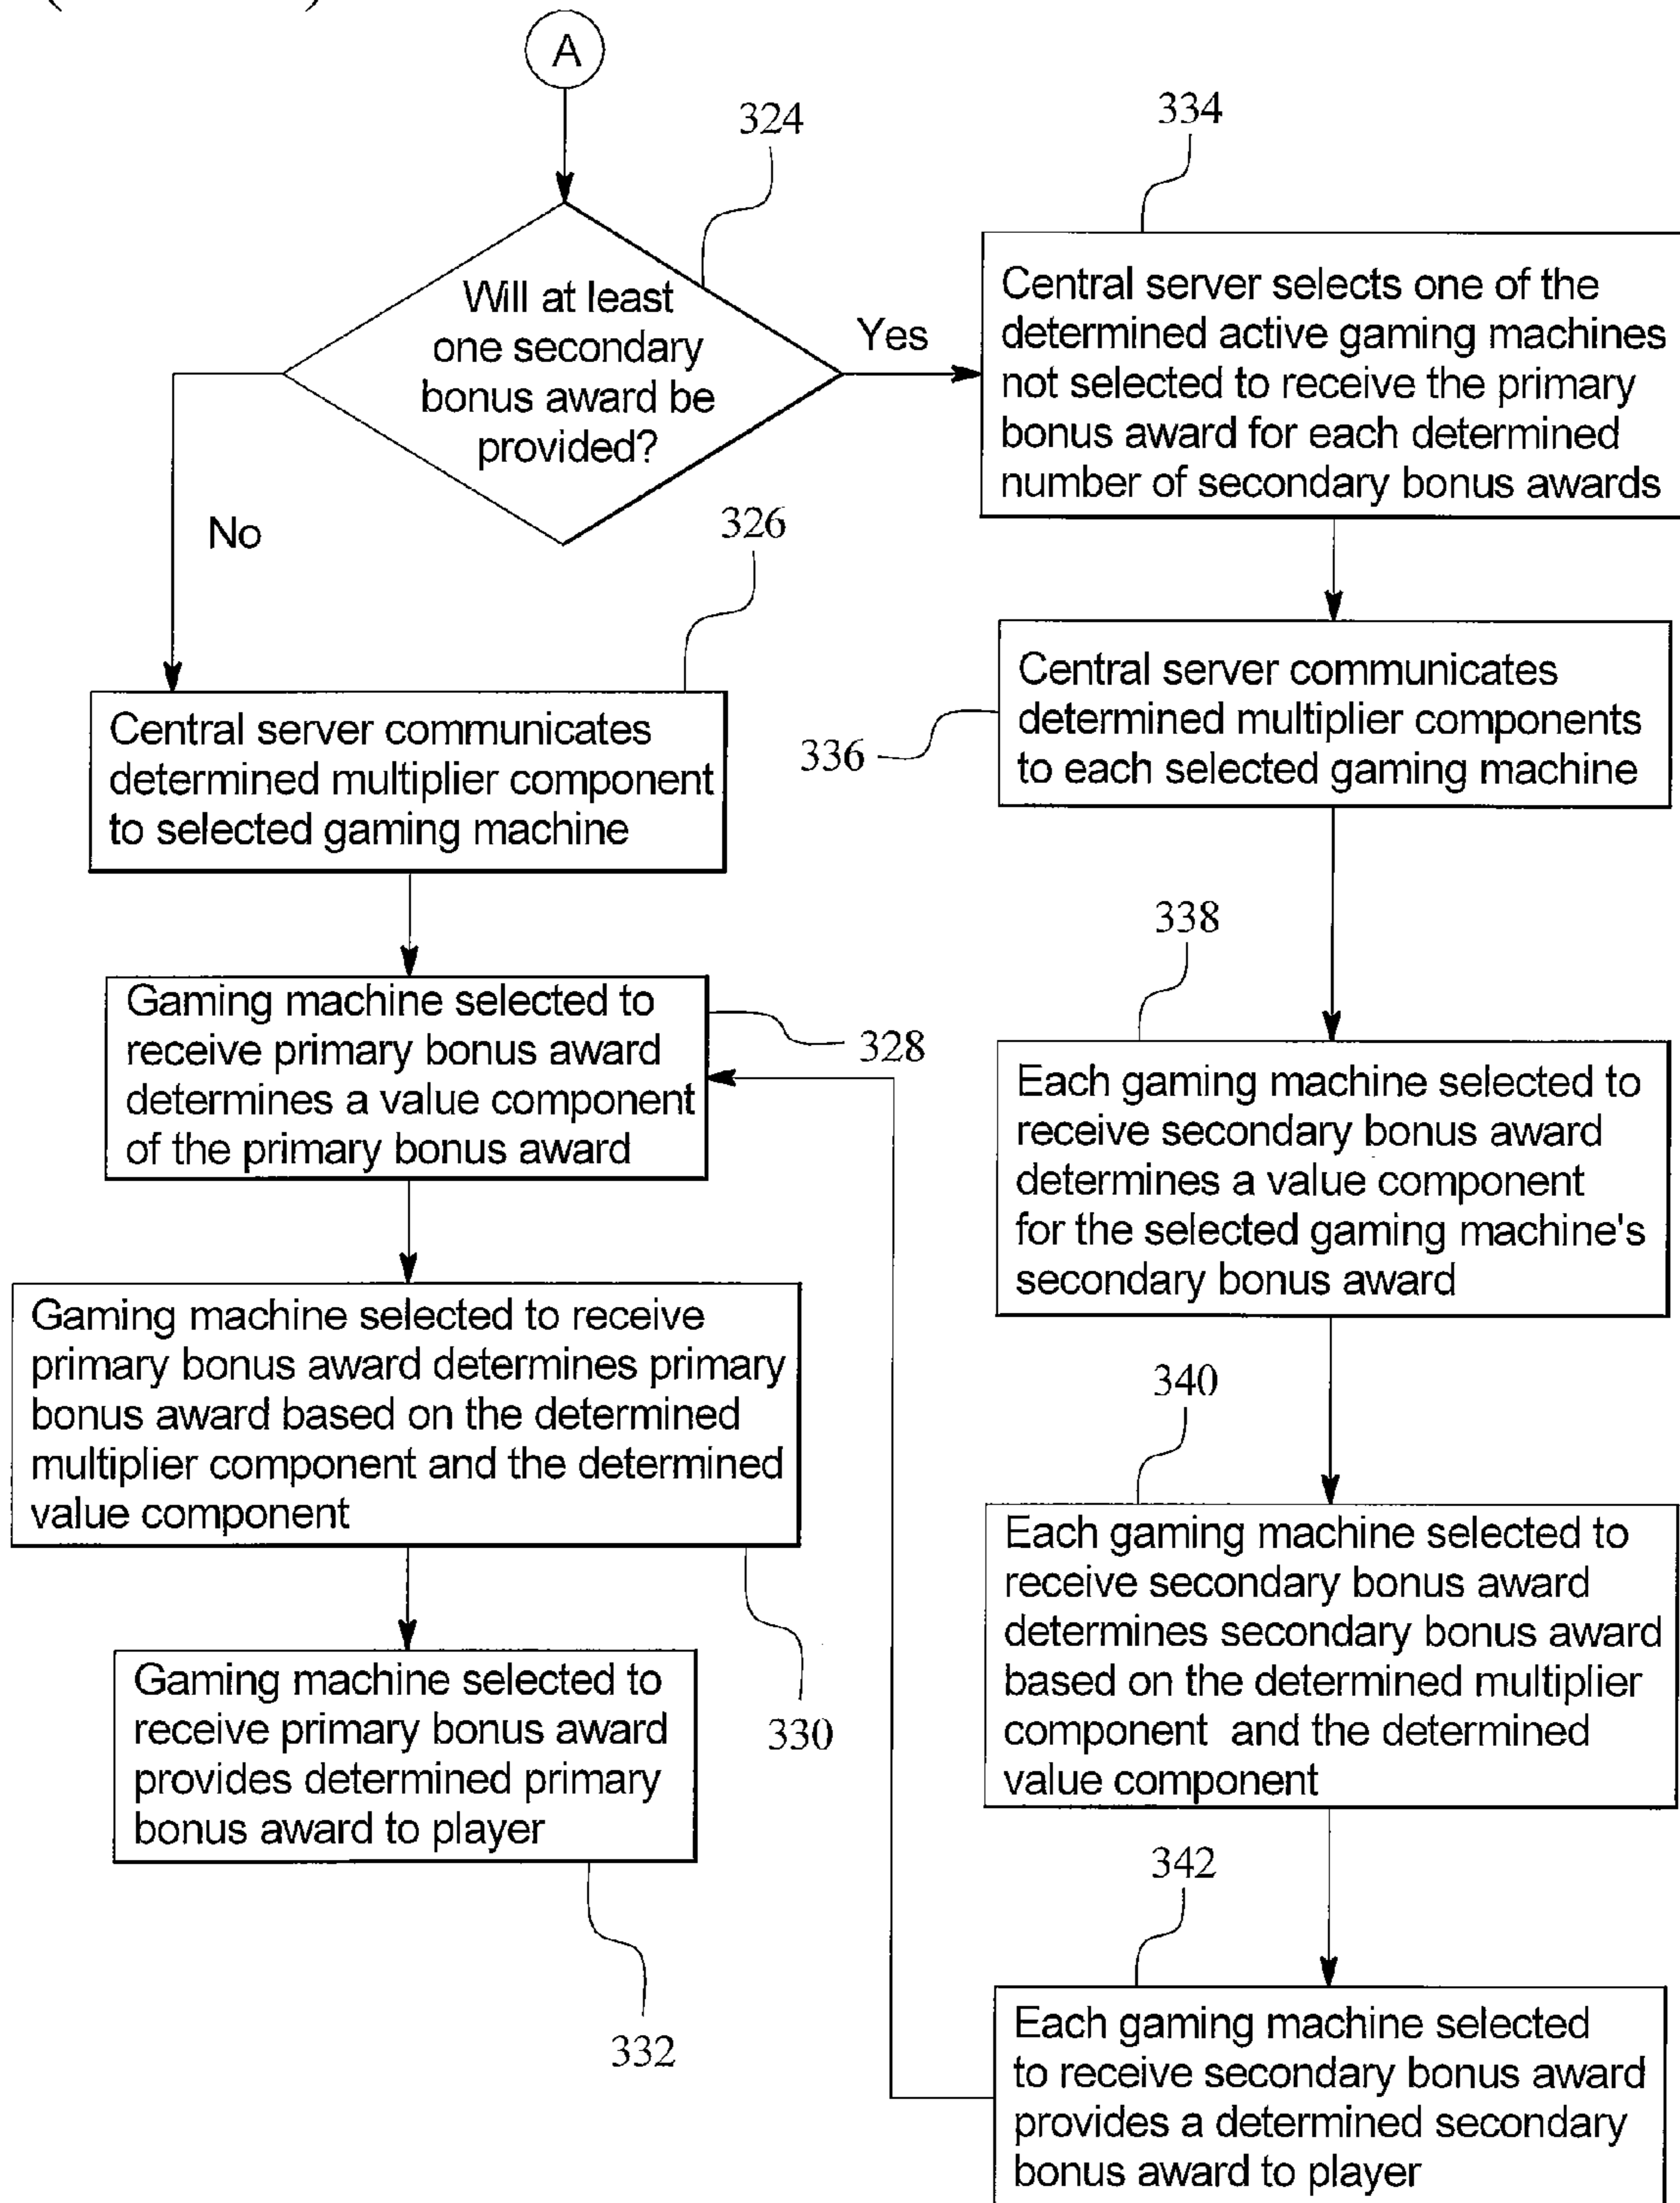 A
324
Will at least
one secondary
bonus award be
provided?
Yes
No
334
Central server selects one of the
determined active gaming machines
not selected to receive the primary
bonus award for each determined
number of secondary bonus awards
326
Central server communicates
determined multiplier component
to selected gaming machine
336
Central server communicates
determined multiplier components
to each selected gaming machine
328
Gaming machine selected to
receive primary bonus award
determines a value component
of the primary bonus award
338
Each gaming machine selected to
receive secondary bonus award
determines a value component
for the selected gaming machine's
secondary bonus award
Gaming machine selected to receive
primary bonus award determines primary
bonus award based on the determined
multiplier component and the determined
value component
330
340
Each gaming machine selected to
receive secondary bonus award
determines secondary bonus award
based on the determined multiplier
component and the determined
value component
Gaming machine selected to
receive primary bonus award
provides determined primary
bonus award to player
332
342
Each gaming machine selected
to receive secondary bonus award
provides a determined secondary
bonus award to player